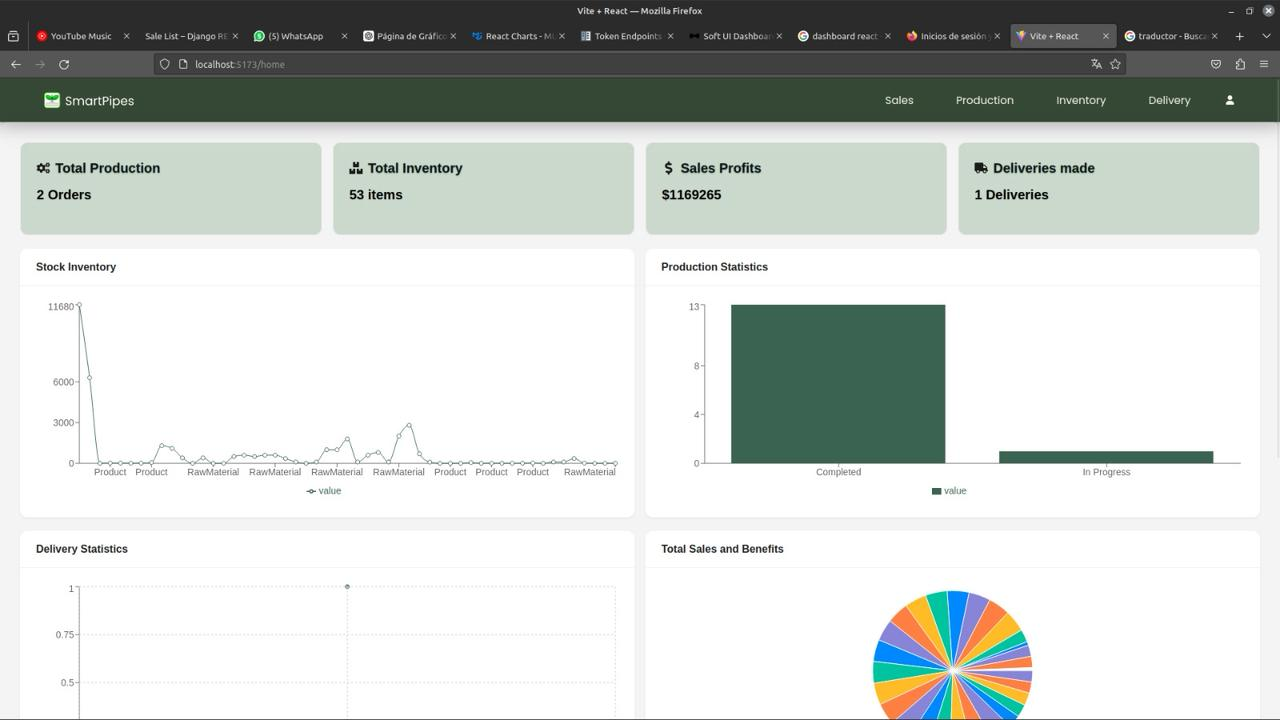 Vite + React — Mozilla Firefox
YouTube Music
Sale List – Django RE
(5) WhatsApp
Página de Gráfico
React Charts - MU
Token Endpoints
Soft UI Dashboar
dashboard react
Inicios de sesión y
Vite + React
traductor - Busca
localhost:5173/home
SmartPipes
Sales
Production
Inventory
Delivery
Total Production
2 Orders
Total Inventory
53 items
Sales Profits
$1169265
Deliveries made
1 Deliveries
Stock Inventory
11680
6000
3000
0
Product Product RawMaterial RawMaterial RawMaterial RawMaterial Product Product Product RawMaterial
value
Production Statistics
13
8
4
0
Completed In Progress
value
Delivery Statistics
1
0.75
0.5
Total Sales and Benefits